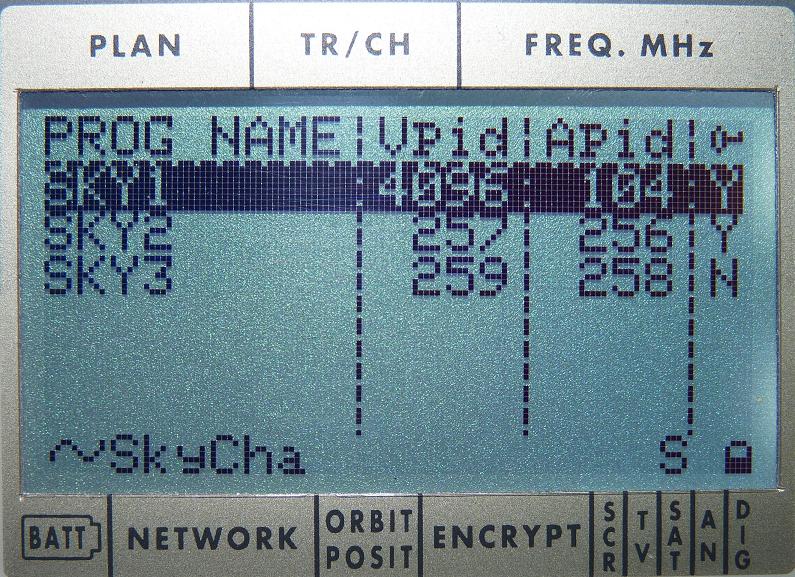 PLAN TR/CH FREQ. MHz
PROG NAME Vpid APid
SKY1 4096 104 Y
SKY2 257 256 Y
SKY3 259 258 N
~SkyCha S
BATT NETWORK ORBIT POSIT ENCRYPT SCR TV SAT AN DIG